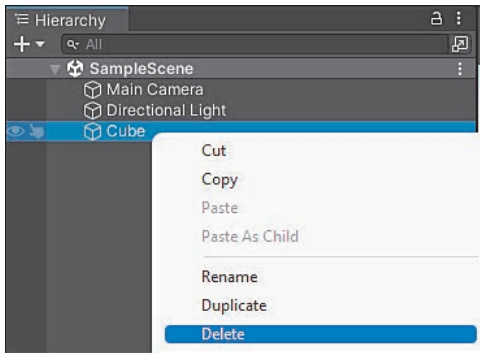 Hierarchy
All
SampleScene
Main Camera
Directional Light
Cube
Cut
Copy
Paste
Paste As Child
Rename
Duplicate
Delete